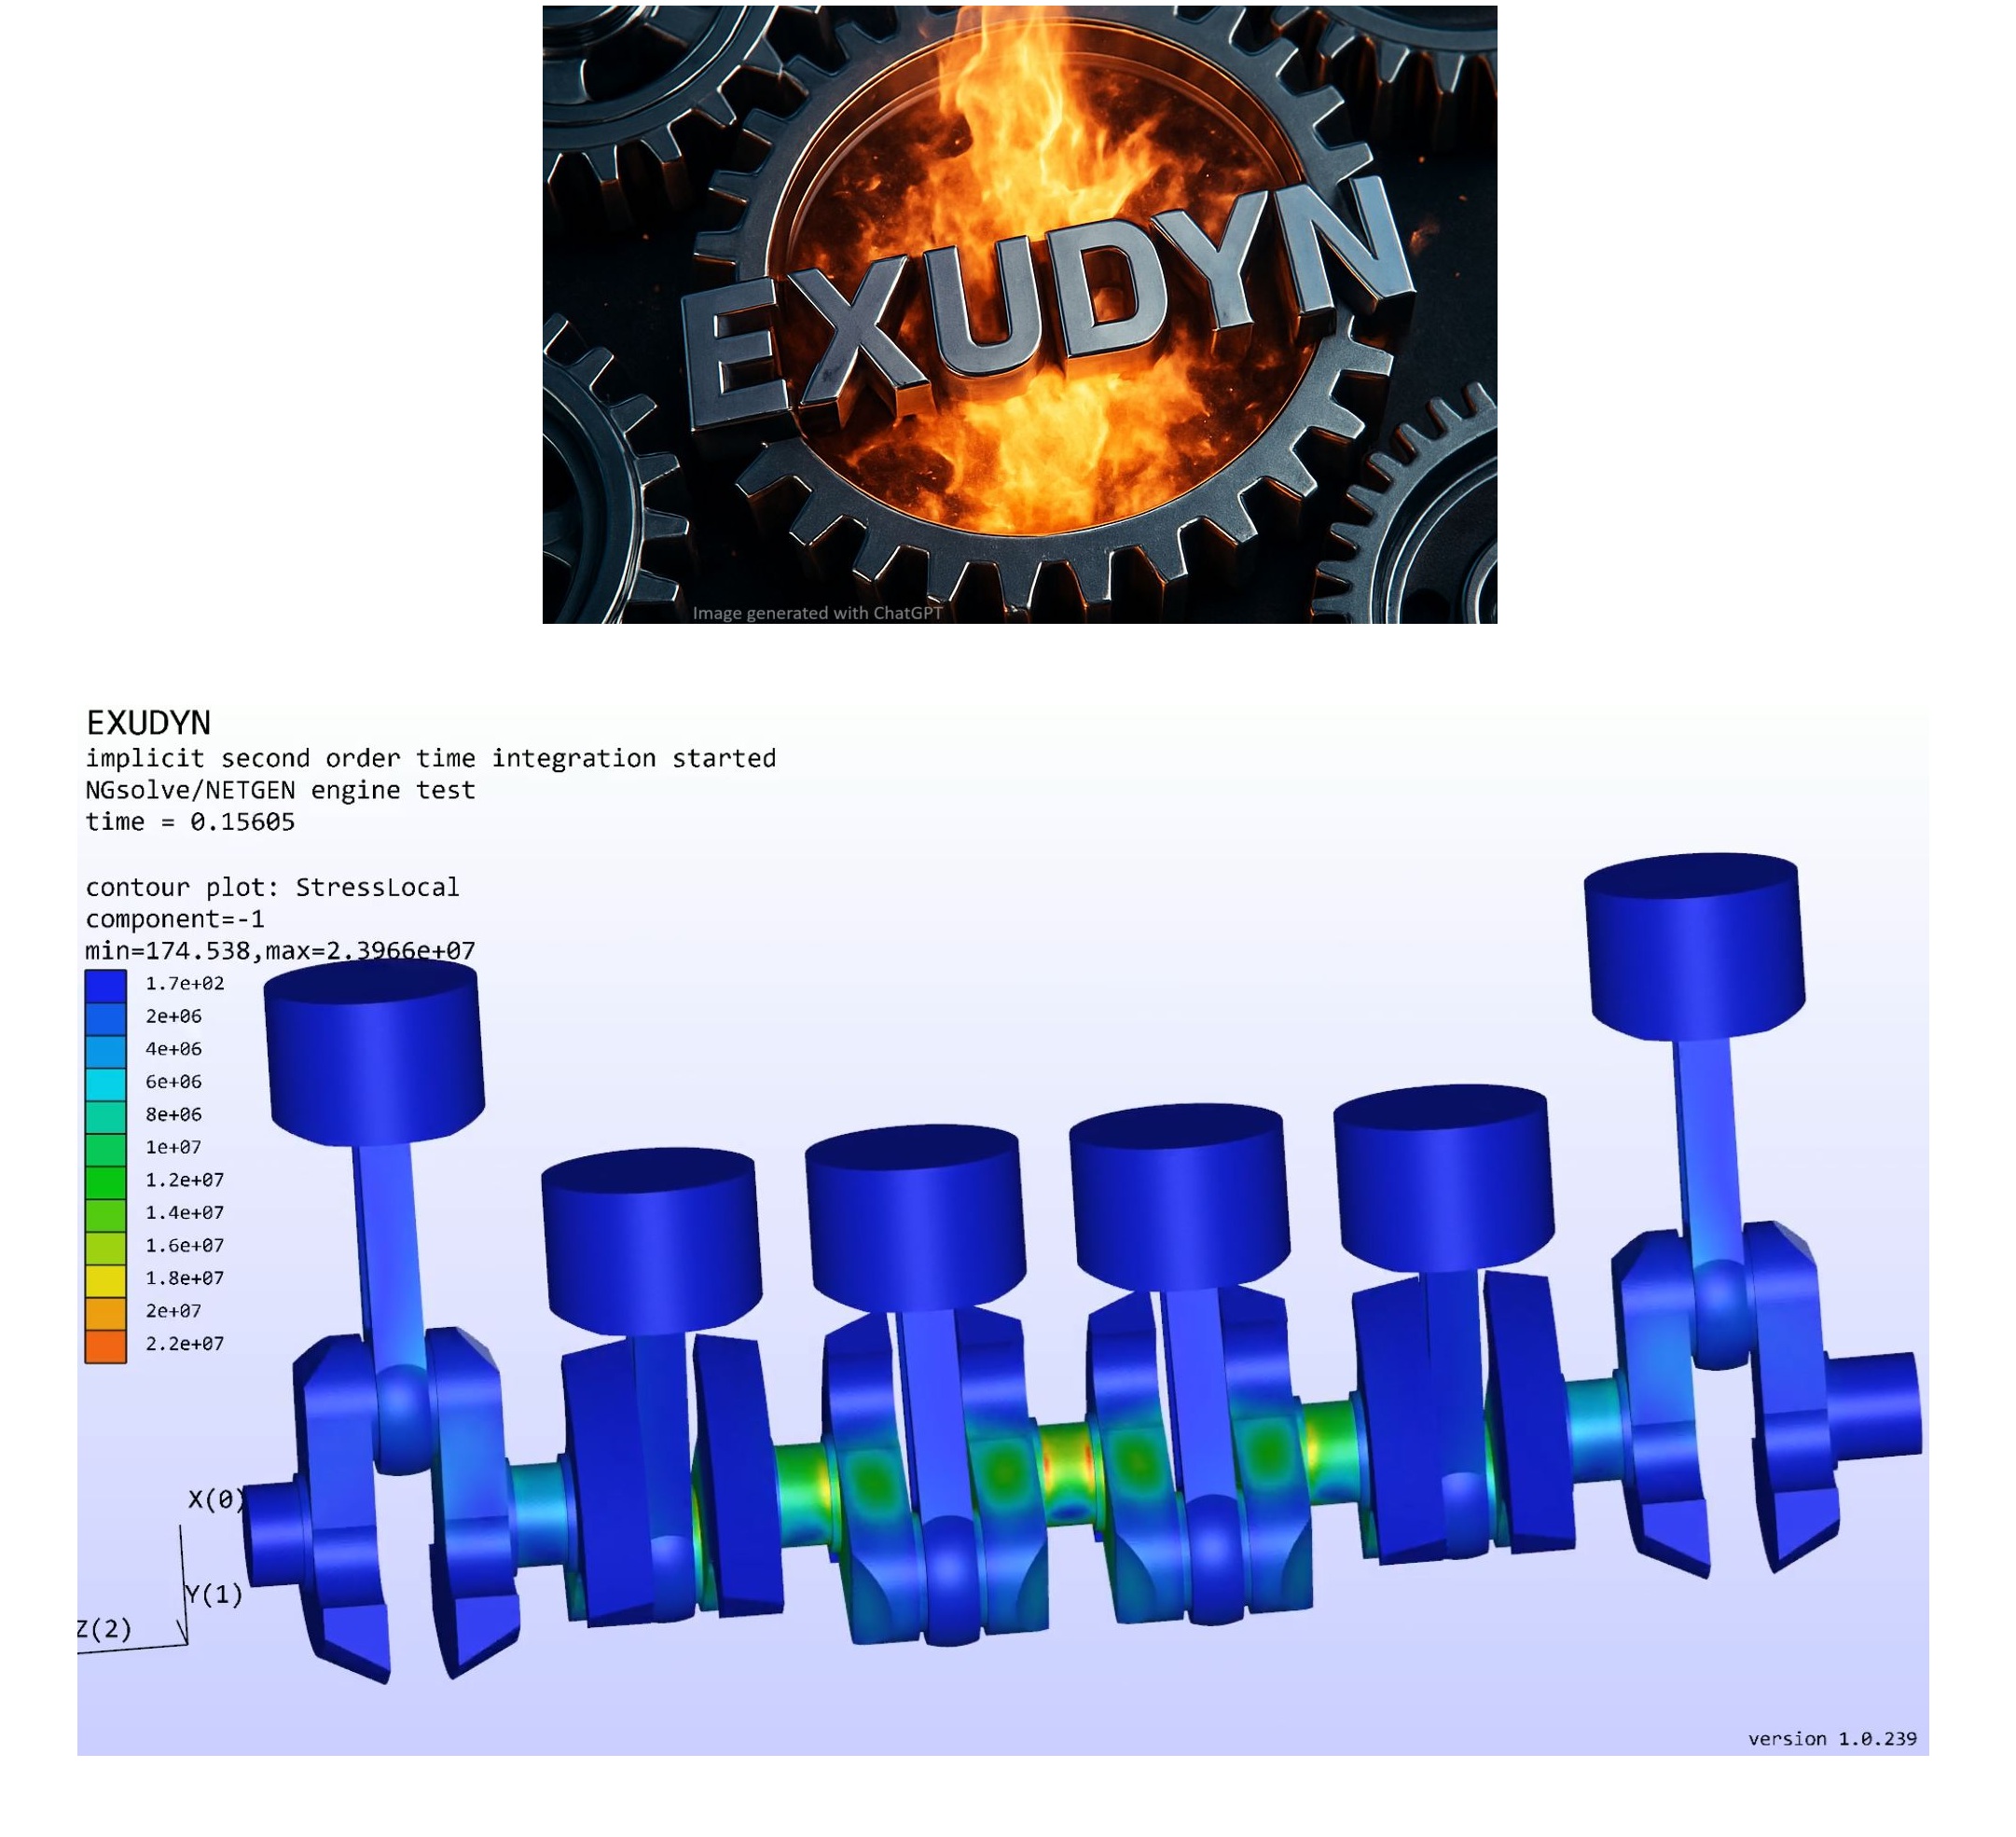 EXUDYN
Image generated with ChatGPT
EXUDYN
implicit second order time integration started
NGsolve/NETGEN engine test
time = 0.15605
contour plot: StressLocal
component=-1
min=174.538,max=2.3966e+07
1.7e+02
2e+06
4e+06
6e+06
8e+06
1e+07
1.2e+07
1.4e+07
1.6e+07
1.8e+07
2e+07
2.2e+07
X(0)
Y(1)
Z(2)
version 1.0.239